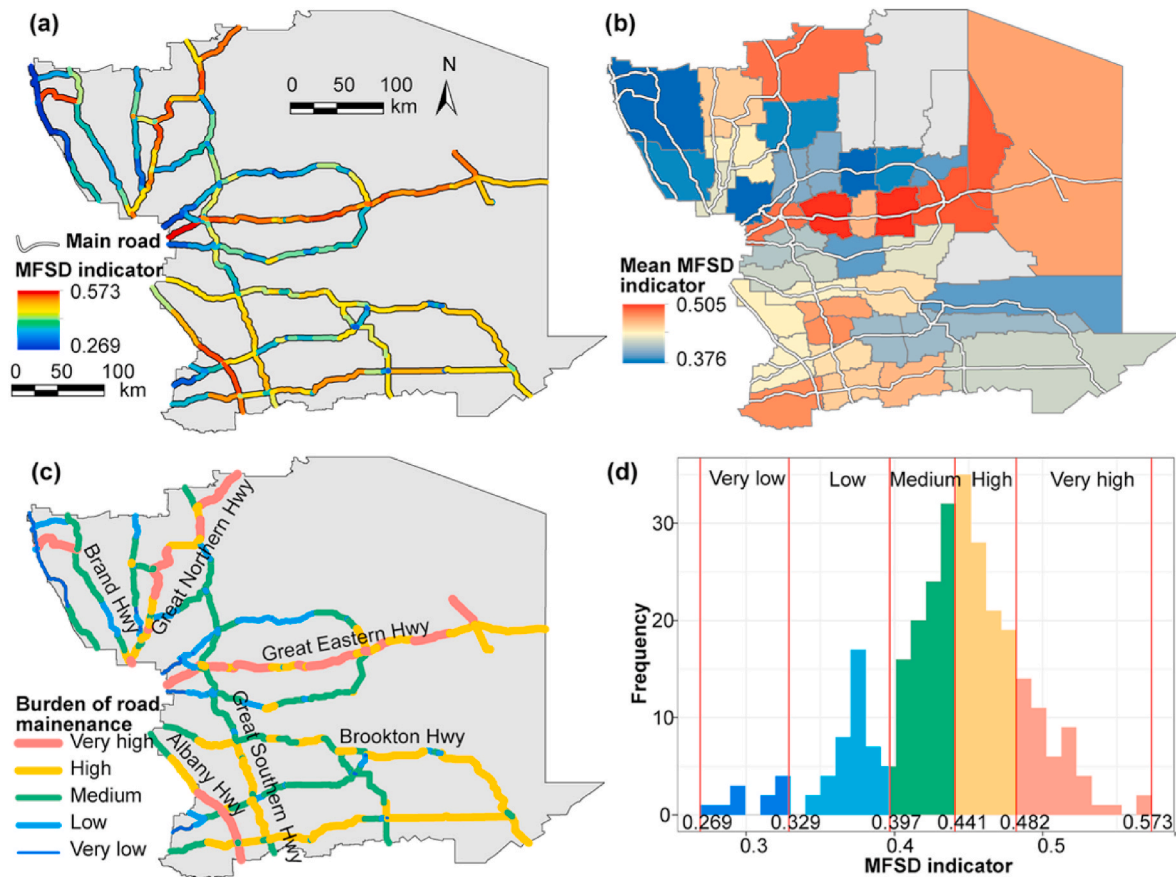 (a)
N
0 50 100
km
Main road
MFSD indicator
0.573
0.269
0 50 100
km
(b)
Mean MFSD
indicator
0.505
0.376
(c)
Brand Hwy
Great Northern Hwy
Great Eastern Hwy
Great Southern Hwy
Albany Hwy
Brookton Hwy
Burden of road
mainenance
Very high
High
Medium
Low
Very low
(d)
Very low Low Medium High Very high
Frequency
30
20
10
0
0.269 0.329 0.397 0.441 0.482 0.573
0.3 0.4 0.5
MFSD indicator